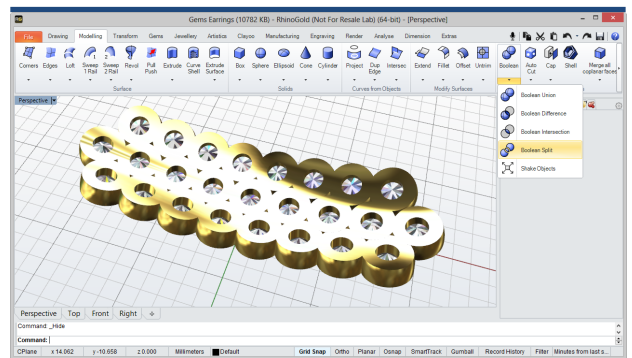 Gems Earrings (10782 KB) - RhinoGold (Not For Resale Lab) (64-bit) - [Perspective]
File Drawing Modelling Transform Gems Jewellery Artistics Clayoo Manufacturing Engraving Render Analyse Dimension Extras
Corners Edges Loft Sweep 1 Rail Sweep 2 Rail Revol Pull Push Extrude Curve Shell Extrude Surface Box Sphere Ellipsoid Cone Cylinder Project Dup Edge Intersec Extend Fillet Offset Untrim Boolean Auto Cut Cap Shell Merge all coplanar faces
Surface Solids Curves from Objects Modify Surfaces
Perspective
Boolean Union
Boolean Difference
Boolean Intersection
Boolean Split
Shake Objects
Perspective Top Front Right
Command: _Hide
Command:
CPlane x 14.062 y -10.658 z 0.000 Millimeters Default Grid Snap Ortho Planar Osnap SmartTrack Gumball Record History Filter Minutes from last s...